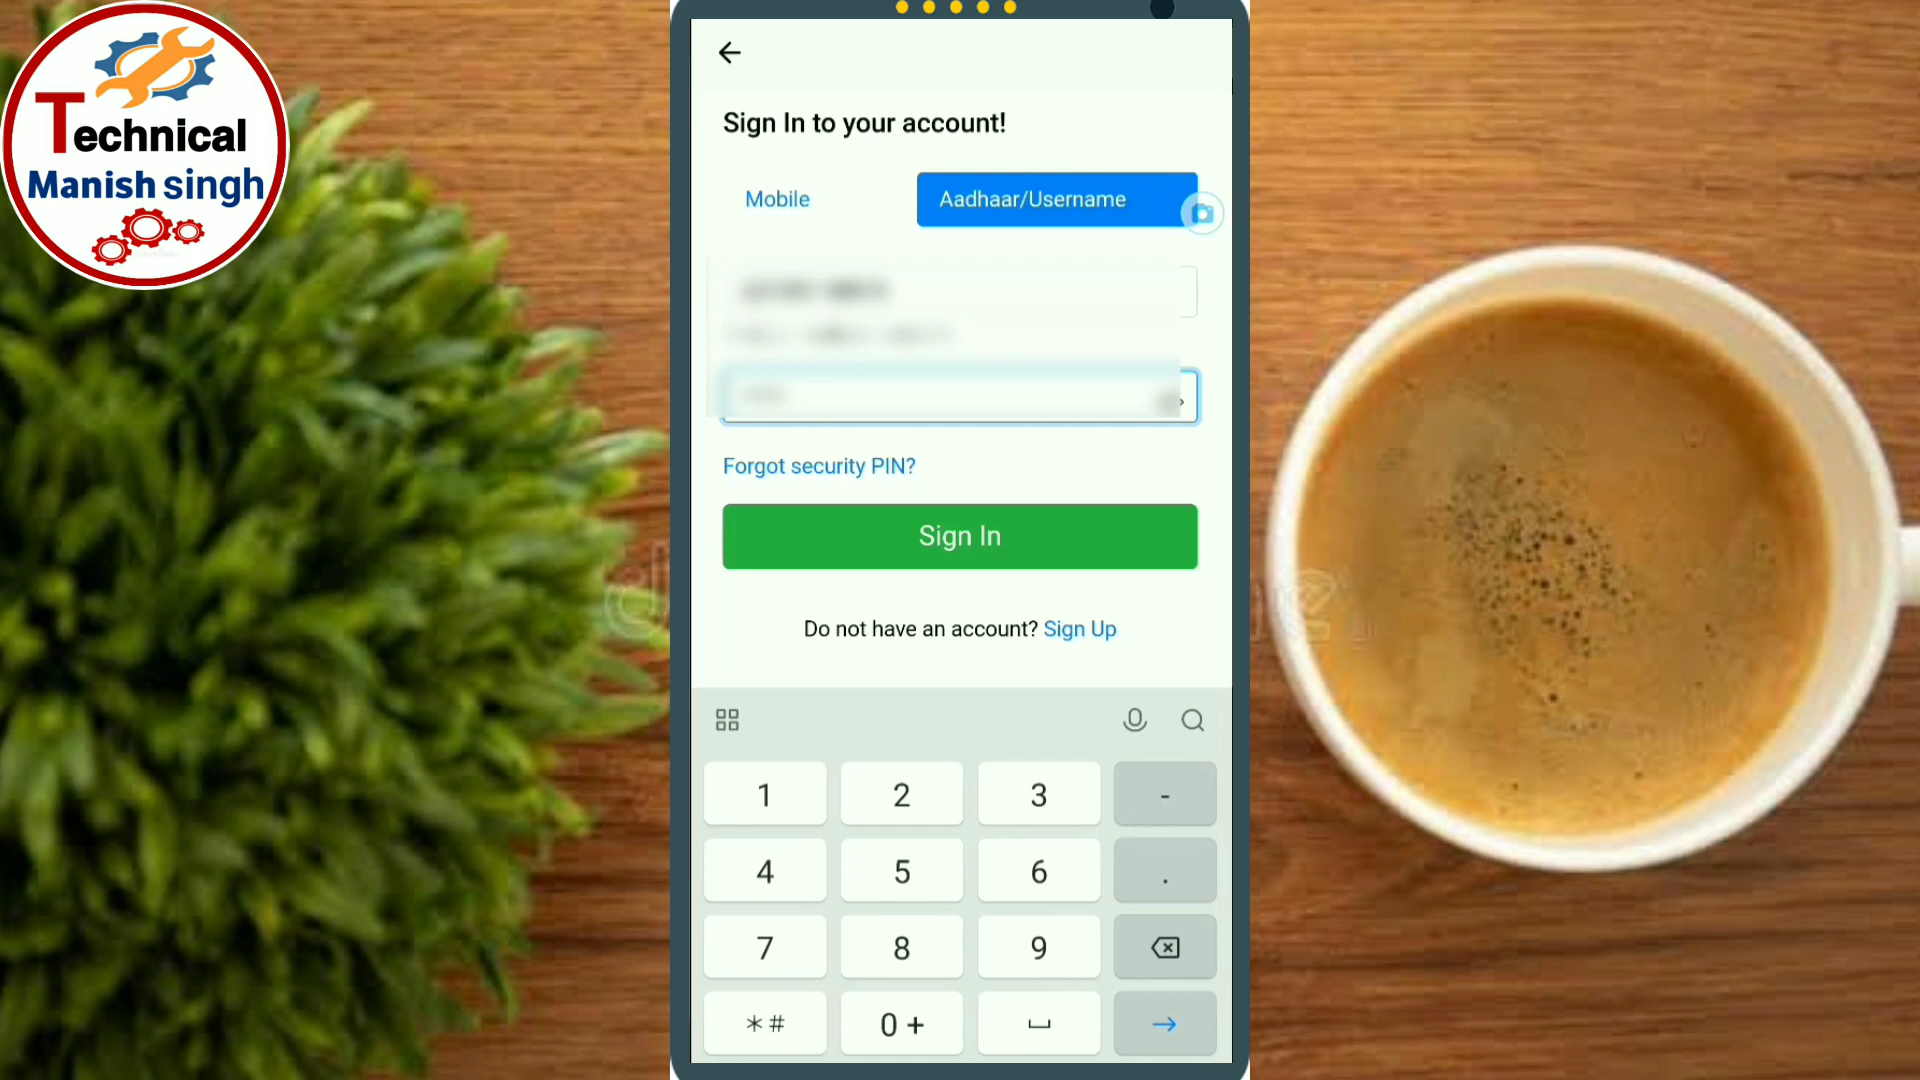 Technical
Manish singh
Sign In to your account!
Mobile
Aadhaar/Username
Forgot security PIN?
Sign In
Do not have an account? Sign Up
1 2 3 -
4 5 6 .
7 8 9
*# 0 +